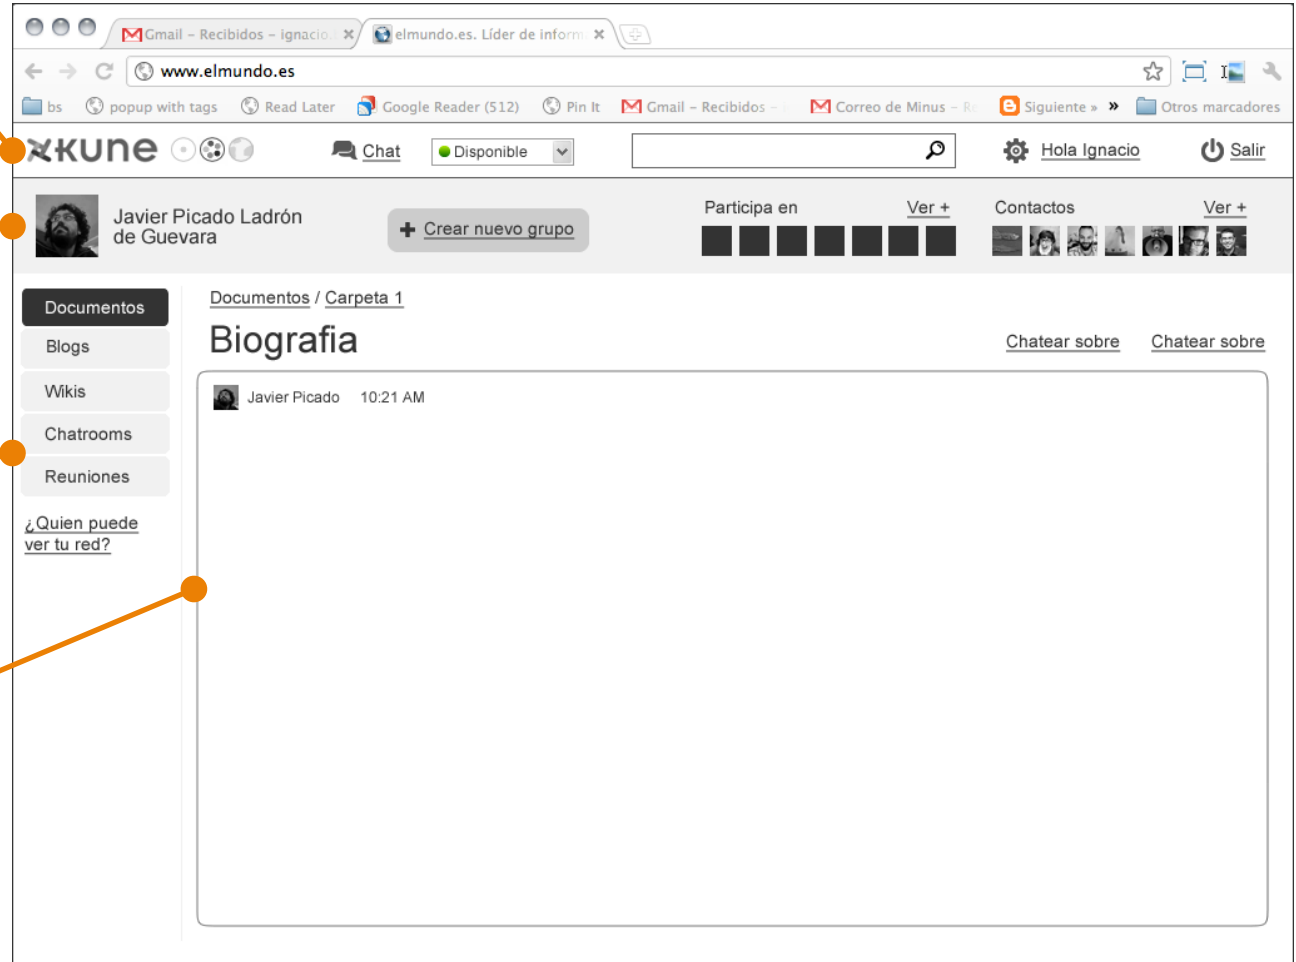 Gmail – Recibidos – ignacio.
elmundo.es. Líder de inform
www.elmundo.es
bs popup with tags Read Later Google Reader (512) Pin It Gmail – Recibidos – Correo de Minus – Re Siguiente » » Otros marcadores
kune Chat Disponible Hola Ignacio Salir
Javier Picado Ladrón
de Guevara
Crear nuevo grupo
Participa en Ver +
Contactos Ver +
Documentos
Blogs
Wikis
Chatrooms
Reuniones
¿Quien puede
ver tu red?
Documentos / Carpeta 1
Biografia
Chatear sobre Chatear sobre
Javier Picado 10:21 AM